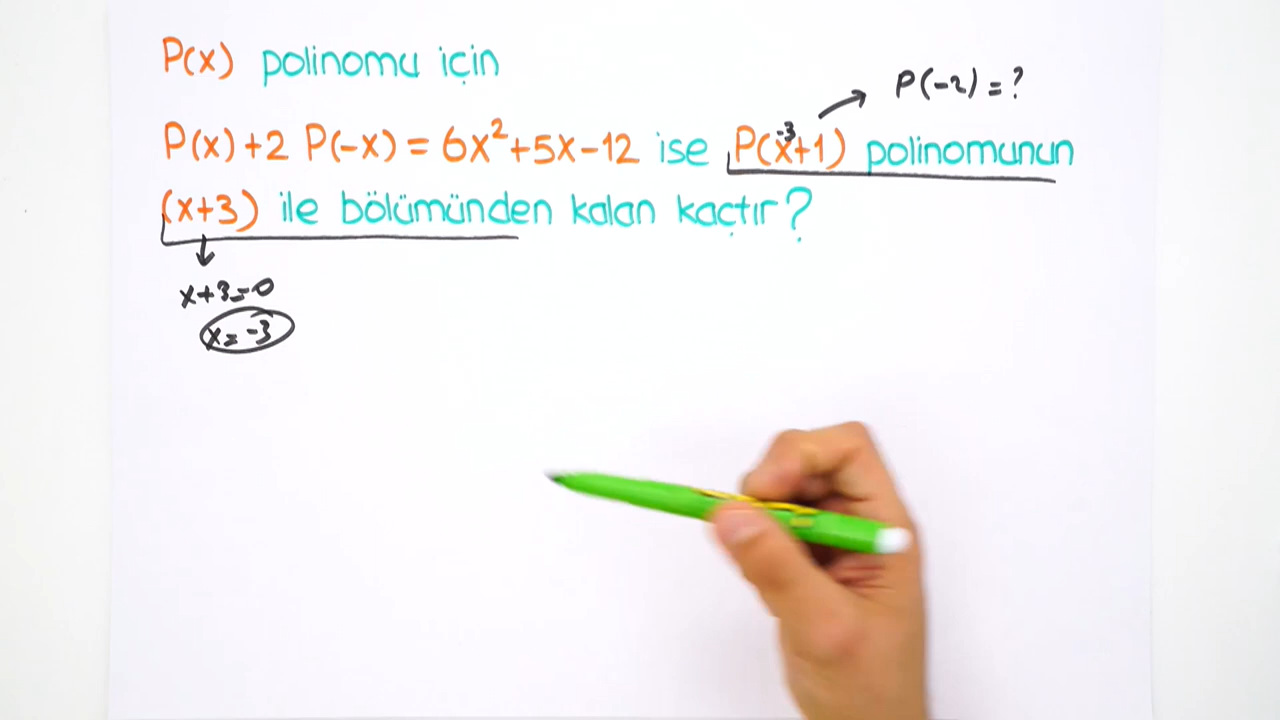 P(x) polinomu için
P(-2) = ?
P(x)+2 P(-x) = 6x²+5x-12 ise P(x+1) polinomunun
-3
(x+3) ile bölümünden kalan kaçtır?
x+3=0
x=-3